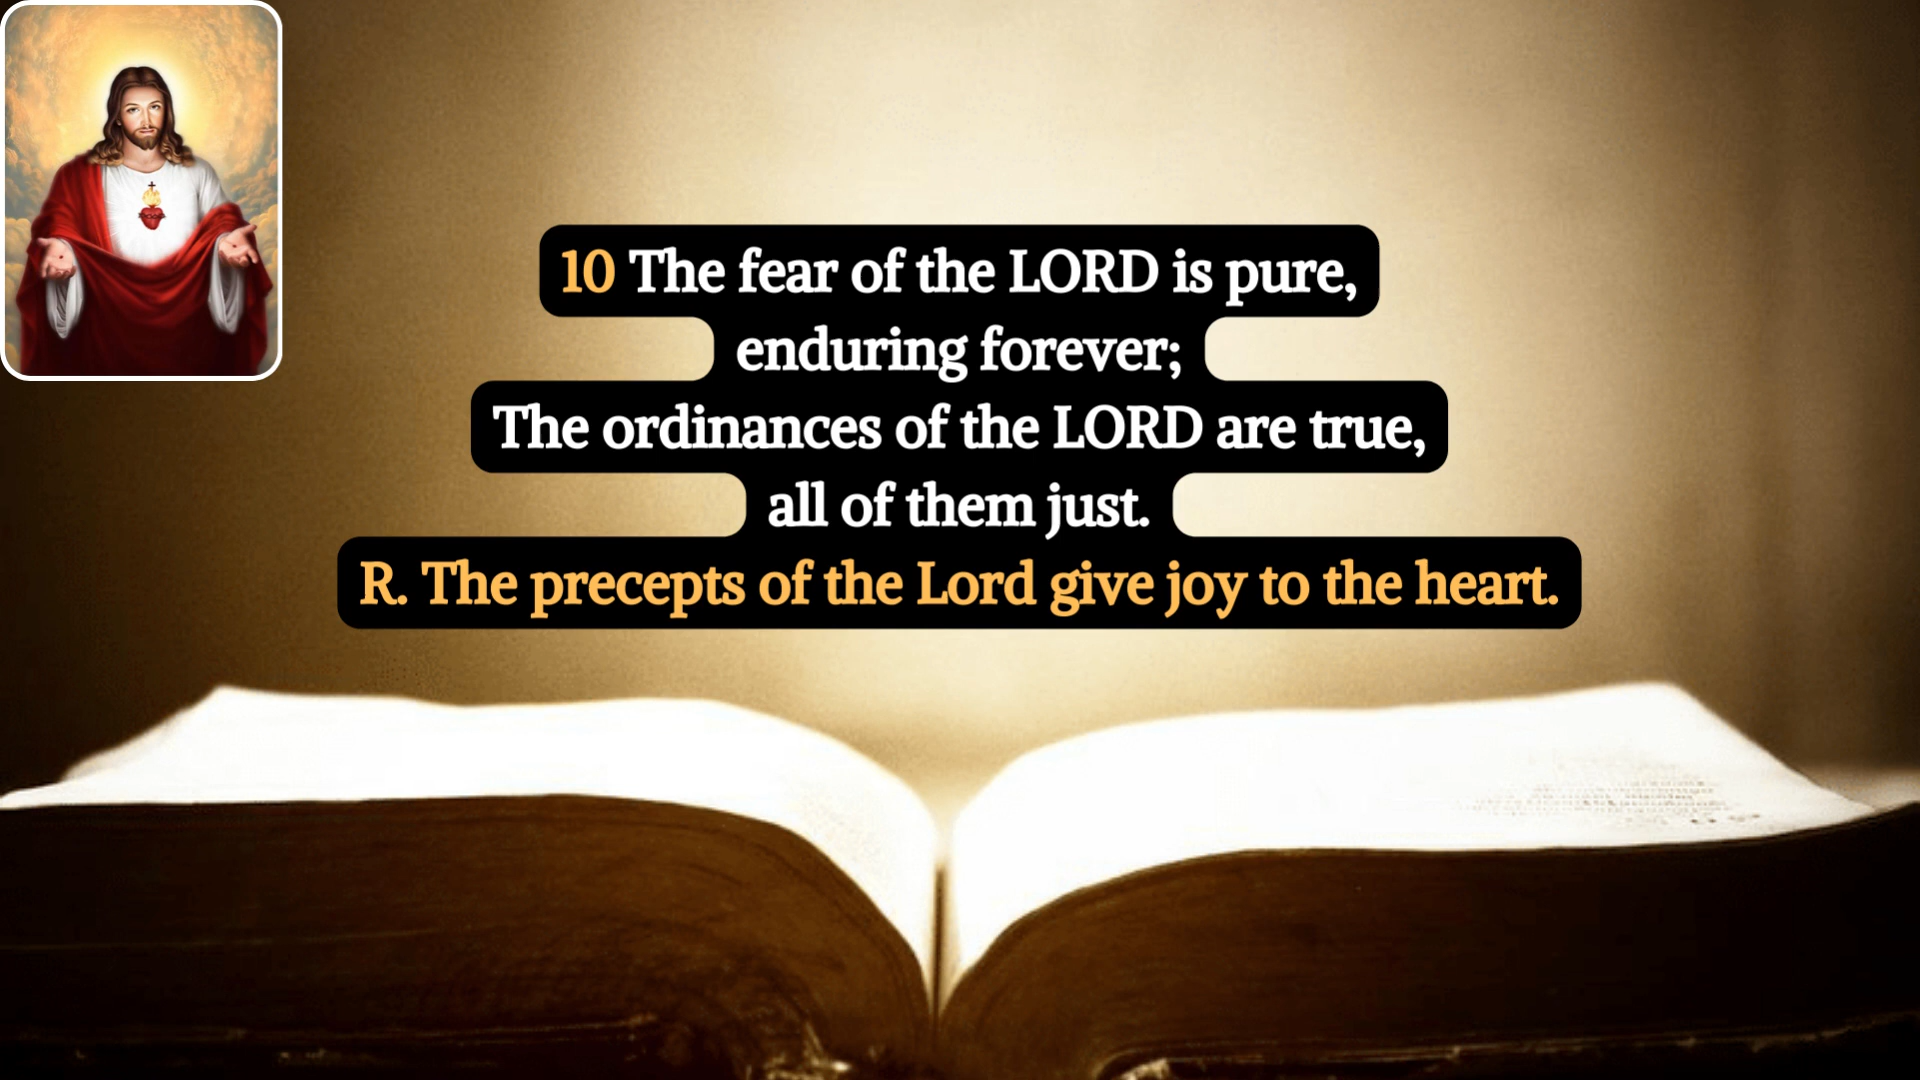 10 The fear of the LORD is pure,
enduring forever;
The ordinances of the LORD are true,
all of them just.
R. The precepts of the Lord give joy to the heart.